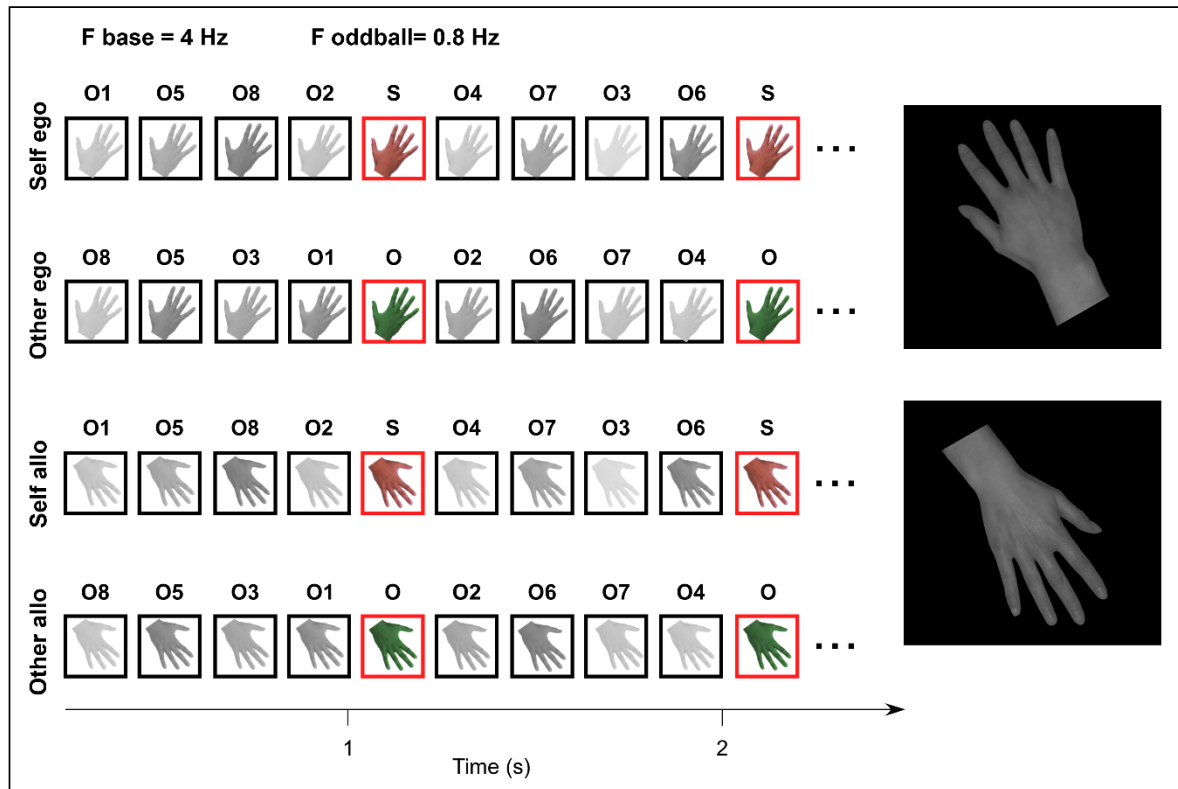 F base = 4 Hz F oddball= 0.8 Hz
Self ego
O1 O5 O8 O2 S O4 O7 O3 O6 S
...
Other ego
O8 O5 O3 O1 O O2 O6 O7 O4 O
...
Self allo
O1 O5 O8 O2 S O4 O7 O3 O6 S
...
Other allo
O8 O5 O3 O1 O O2 O6 O7 O4 O
...
1 2
Time (s)